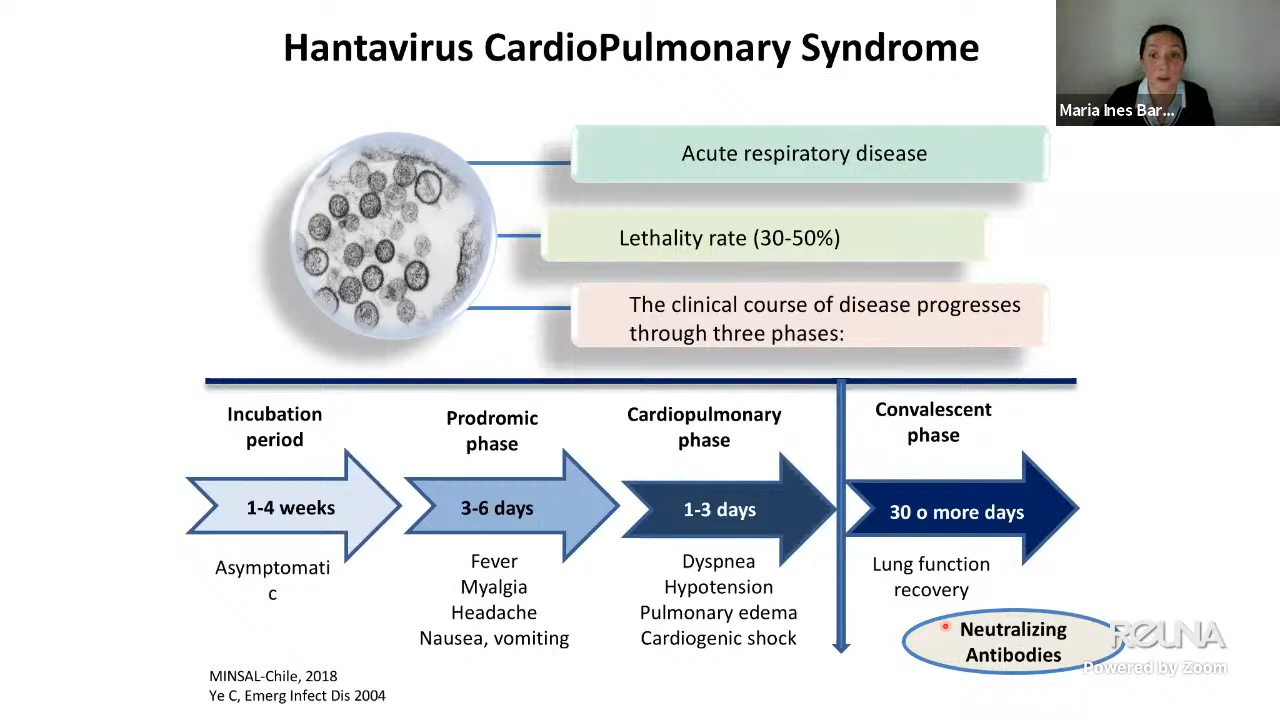 Hantavirus CardioPulmonary Syndrome
Maria Ines Bar...
Acute respiratory disease
Lethality rate (30-50%)
The clinical course of disease progresses
through three phases:
Incubation
period
1-4 weeks
Asymptomati
c
Prodromic
phase
3-6 days
Fever
Myalgia
Headache
Nausea, vomiting
Cardiopulmonary
phase
1-3 days
Dyspnea
Hypotension
Pulmonary edema
Cardiogenic shock
Convalescent
phase
30 o more days
Lung function
recovery
Neutralizing
Antibodies
REUNA
Powered by Zoom
MINSAL-Chile, 2018
Ye C, Emerg Infect Dis 2004